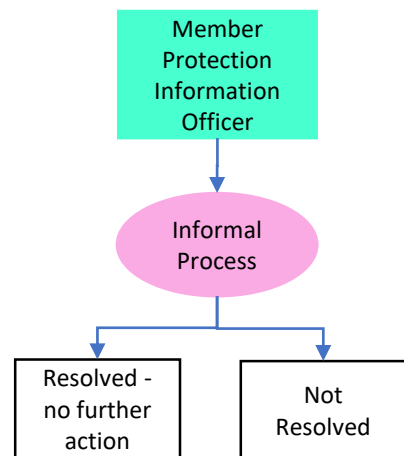 Member
Protection
Information
Officer
Informal
Process
Resolved -
no further
action
Not
Resolved